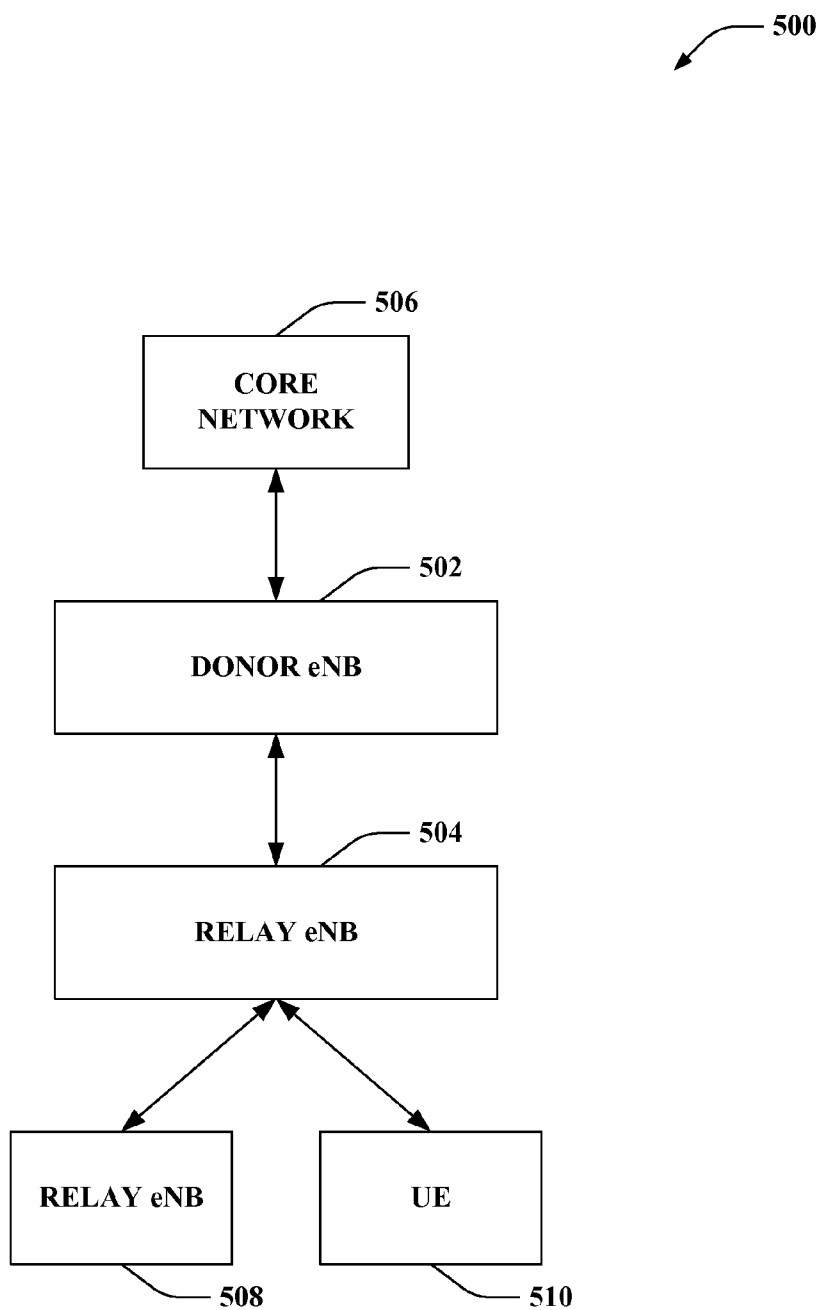 500
506
CORE
NETWORK
502
DONOR eNB
504
RELAY eNB
RELAY eNB
UE
508
510